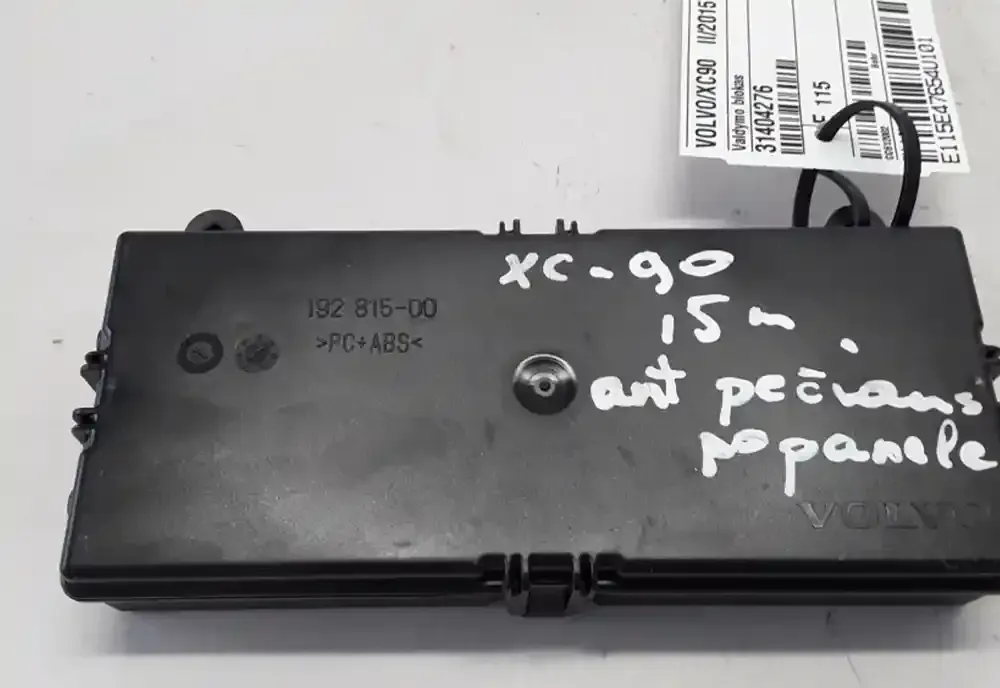 VOLVO/XC90 II/2015
Valdymo blokas
31404276
E 115
E115E47654U101
192 815-00
>PC+ABS<
xc-90
15 m.
ant pečiaus
po panele
VOLVO